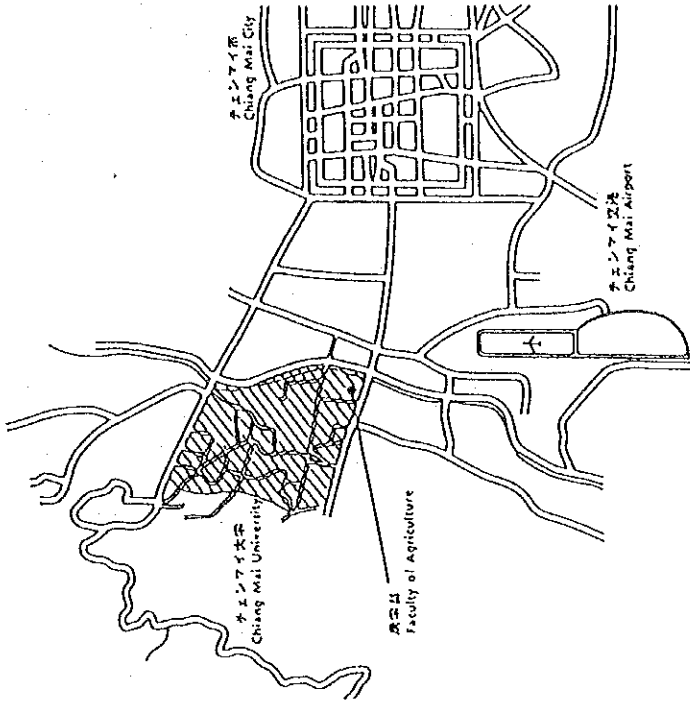 チェンマイ市
Chiang Mai City
チェンマイ空港
Chiang Mai Airport
チェンマイ大学
Chiang Mai University
農学部
Faculty of Agriculture